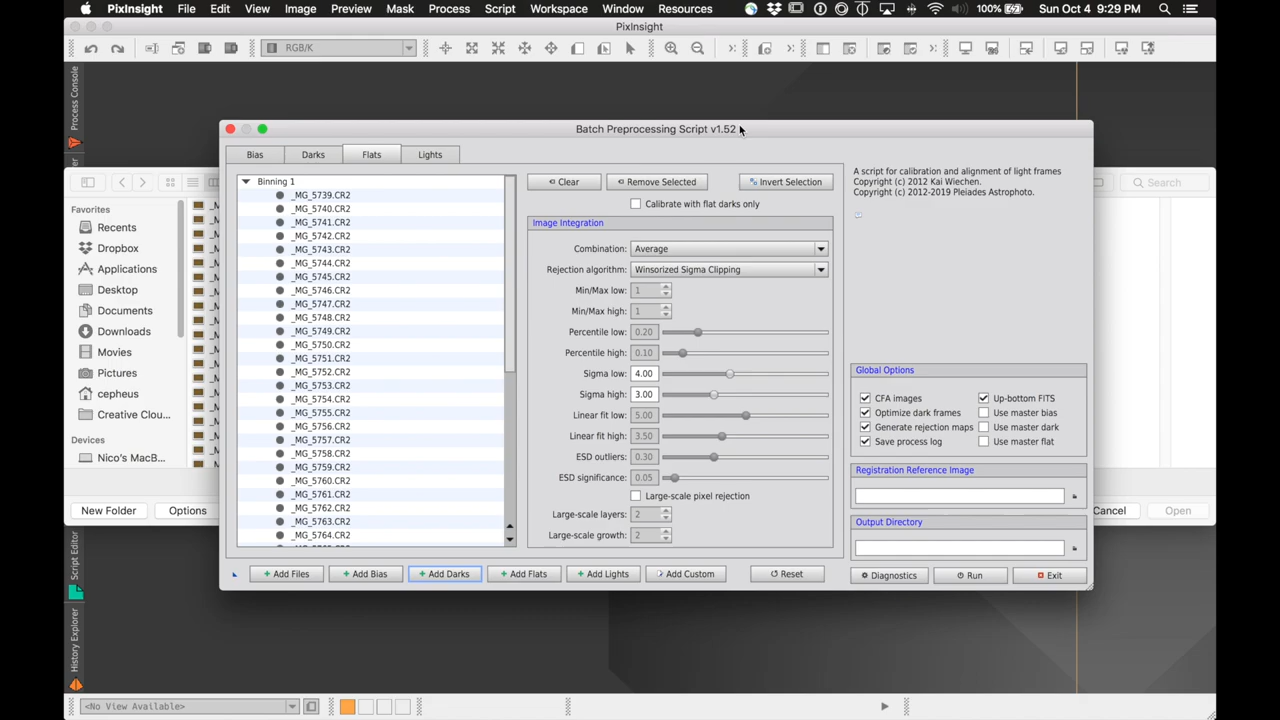 PixInsight File Edit View Image Preview Mask Process Script Workspace Window Resources 100% Sun Oct 4 9:29 PM
PixInsight
RGB/K
Process Console
Batch Preprocessing Script v1.52
Bias Darks Flats Lights
Binning 1
_MG_5739.CR2
_MG_5740.CR2
_MG_5741.CR2
_MG_5742.CR2
_MG_5743.CR2
_MG_5744.CR2
_MG_5745.CR2
_MG_5746.CR2
_MG_5747.CR2
_MG_5748.CR2
_MG_5749.CR2
_MG_5750.CR2
_MG_5751.CR2
_MG_5752.CR2
_MG_5753.CR2
_MG_5754.CR2
_MG_5755.CR2
_MG_5756.CR2
_MG_5757.CR2
_MG_5758.CR2
_MG_5759.CR2
_MG_5760.CR2
_MG_5761.CR2
_MG_5762.CR2
_MG_5763.CR2
_MG_5764.CR2
Clear Remove Selected Invert Selection
Calibrate with flat darks only
Image Integration
Combination: Average
Rejection algorithm: Winsorized Sigma Clipping
Min/Max low: 1
Min/Max high: 1
Percentile low: 0.20
Percentile high: 0.10
Sigma low: 4.00
Sigma high: 3.00
Linear fit low: 5.00
Linear fit high: 3.50
ESD outliers: 0.30
ESD significance: 0.05
Large-scale pixel rejection
Large-scale layers: 2
Large-scale growth: 2
A script for calibration and alignment of light frames
Copyright (c) 2012 Kai Wiechen.
Copyright (c) 2012-2019 Pleiades Astrophoto.
Global Options
CFA images Up-bottom FITS
Optimize dark frames Use master bias
Generate rejection maps Use master dark
Save process log Use master flat
Registration Reference Image
Output Directory
Add Files Add Bias Add Darks Add Flats Add Lights Add Custom Reset Diagnostics Run Exit
Search
Favorites
Recents
Dropbox
Applications
Desktop
Documents
Downloads
Movies
Pictures
cepheus
Creative Clou...
Devices
Nico's MacB...
New Folder Options Cancel Open
Script Editor
History Explorer
<No View Available>